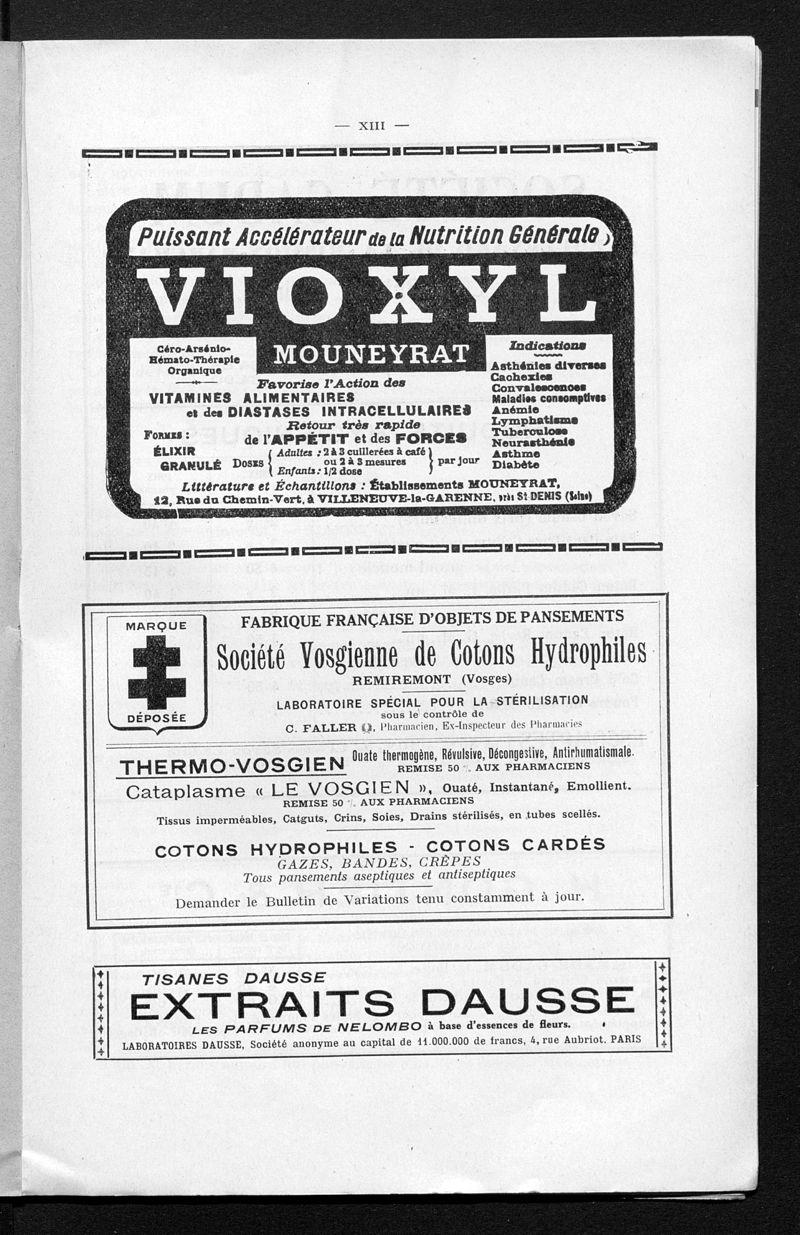 — XIII —
Puissant Accélérateur de la Nutrition Générale
VIOXYL
MOUNEYRAT
Céro-Arsénio-
Hémato-Thérapie
Organique
Favorise l'Action des
VITAMINES ALIMENTAIRES
et des DIASTASES INTRACELLULAIRES
Retour très rapide
de l'APPÉTIT et des FORCES
FORMES :
ÉLIXIR
GRANULÉ
DOSES
Adultes : 2 à 3 cuillerées à café
ou 2 à 3 mesures
Enfants : 1/2 dose
par jour
Indications
Asthénies diverses
Cachexies
Convalescences
Maladies consomptives
Anémie
Lymphatisme
Tuberculose
Neurasthénie
Asthme
Diabète
Littérature et Échantillons : Établissements MOUNEYRAT,
12, Rue du Chemin-Vert, à VILLENEUVE-la-GARENNE, près St-DENIS (Seine)
MARQUE
DÉPOSÉE
FABRIQUE FRANÇAISE D'OBJETS DE PANSEMENTS
Société Vosgienne de Cotons Hydrophiles
REMIREMONT (Vosges)
LABORATOIRE SPÉCIAL POUR LA STÉRILISATION
sous le contrôle de
C. FALLER, Pharmacien, Ex-Inspecteur des Pharmacies
THERMO-VOSGIEN Ouate thermogène, Révulsive, Décongestive, Antirhumatismale.
REMISE 50 % AUX PHARMACIENS
Cataplasme « LE VOSGIEN », Ouaté, Instantané, Emollient.
REMISE 50 % AUX PHARMACIENS
Tissus imperméables, Catguts, Crins, Soies, Drains stérilisés, en tubes scellés.
COTONS HYDROPHILES - COTONS CARDÉS
GAZES, BANDES, CRÊPES
Tous pansements aseptiques et antiseptiques
Demander le Bulletin de Variations tenu constamment à jour.
TISANES DAUSSE
EXTRAITS DAUSSE
LES PARFUMS DE NELOMBO à base d'essences de fleurs.
LABORATOIRES DAUSSE, Société anonyme au capital de 11.000.000 de francs, 4, rue Aubriot. PARIS